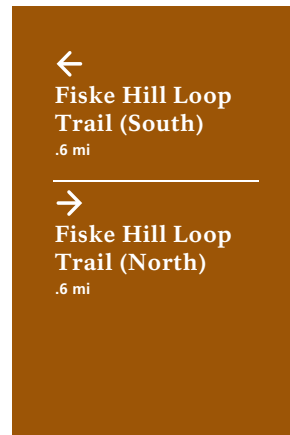 ←
Fiske Hill Loop
Trail (South)
.6 mi
→
Fiske Hill Loop
Trail (North)
.6 mi